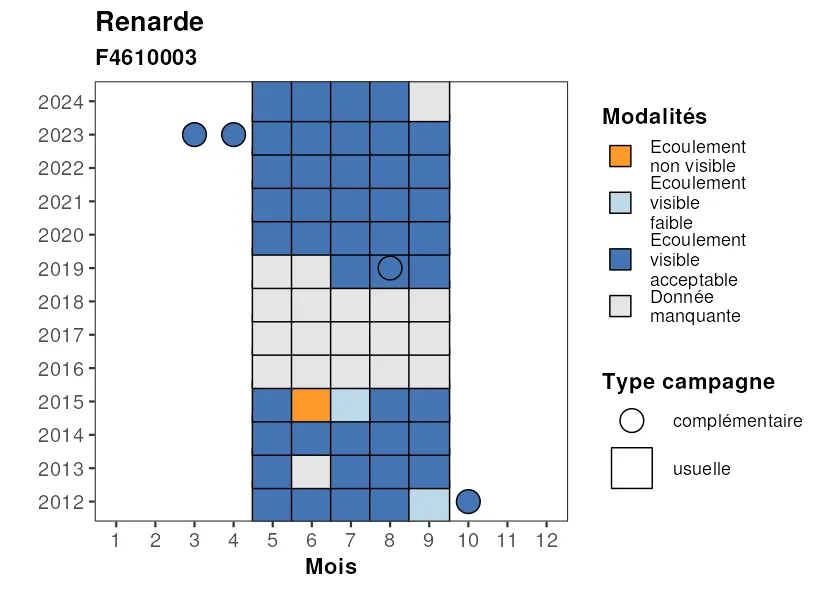 Renarde
F4610003
2024
2023
2022
2021
2020
2019
2018
2017
2016
2015
2014
2013
2012
1 2 3 4 5 6 7 8 9 10 11 12
Mois
Modalités
Ecoulement
non visible
Ecoulement
visible
faible
Ecoulement
visible
acceptable
Donnée
manquante
Type campagne
complémentaire
usuelle